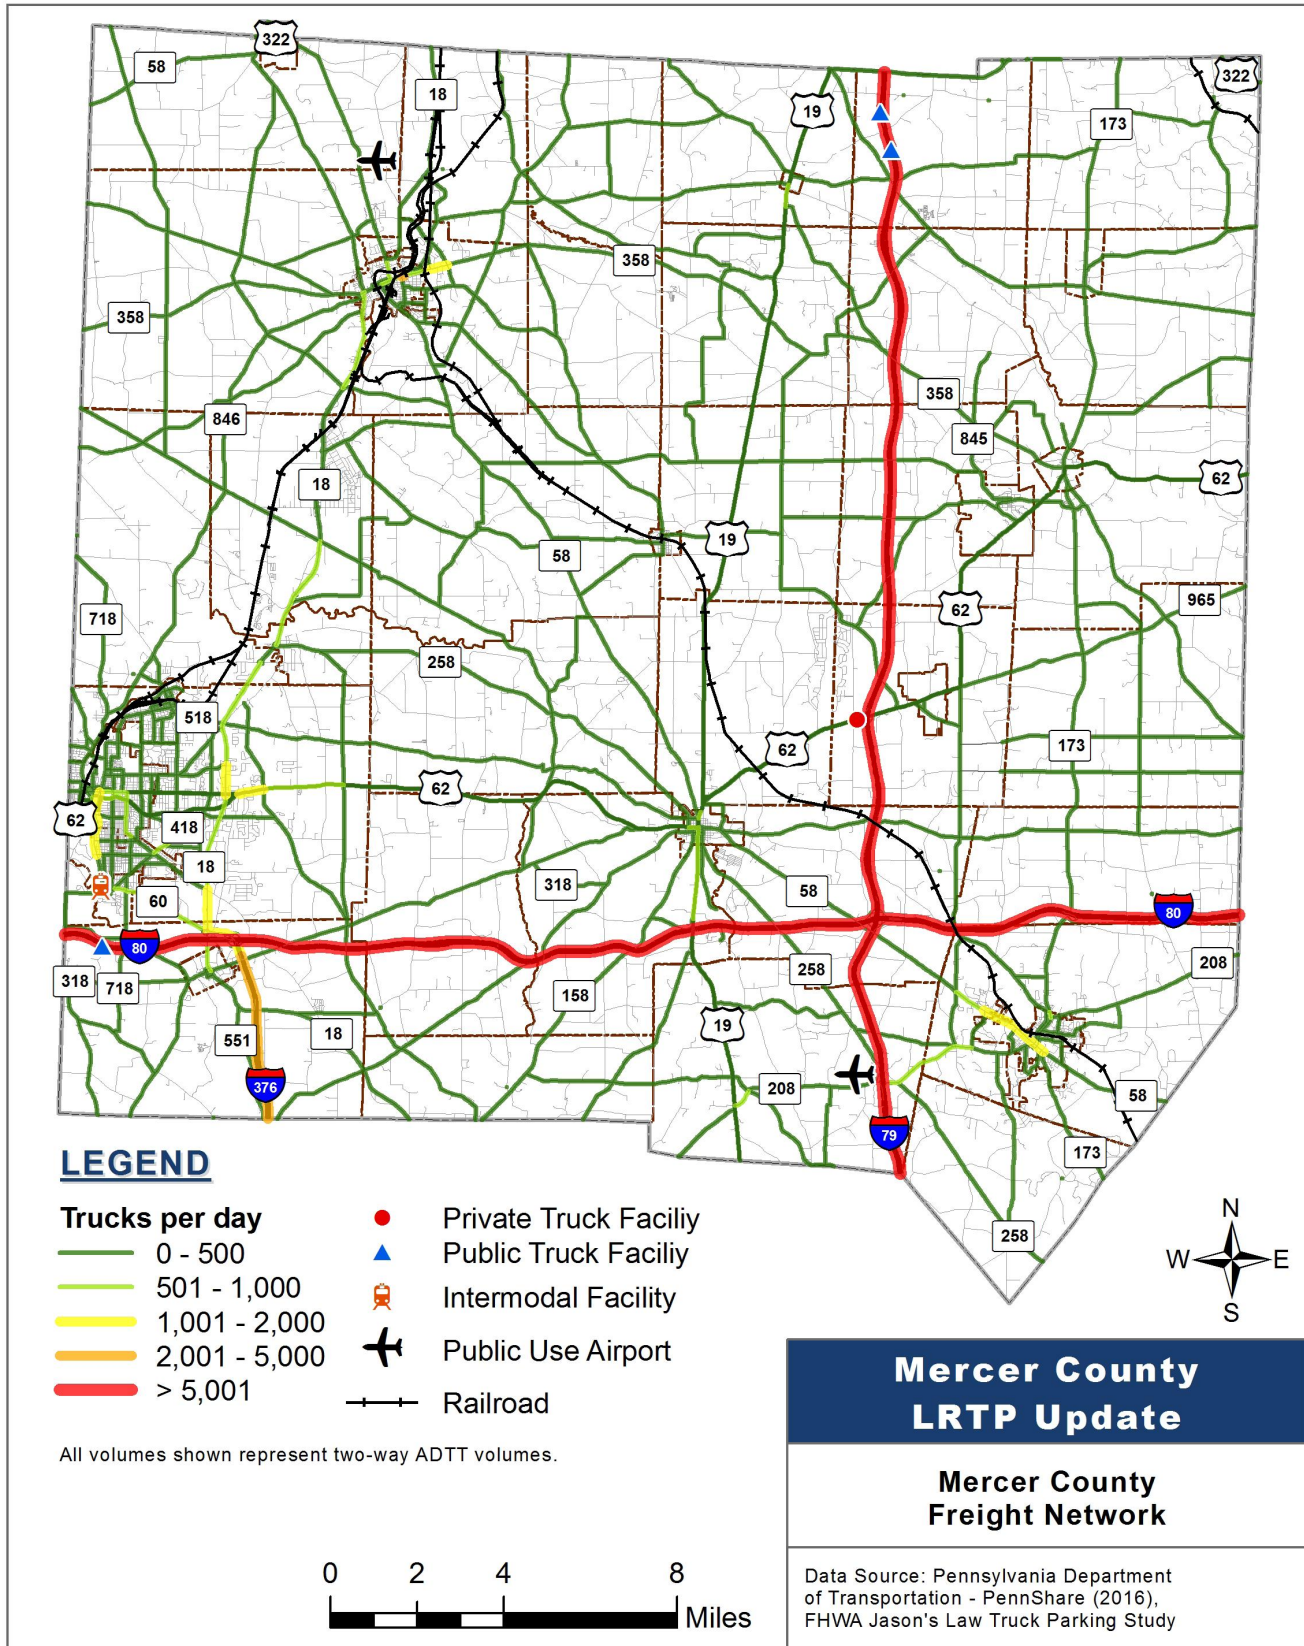 322
58
18
322
19
173
358
358
358
846
845
18
62
19
58
965
718
62
258
518
173
62
62
62
418
18
318
58
60
80
80
258
208
318
718
158
19
551
18
376
208
58
79
173
258
LEGEND
Trucks per day
0 - 500
501 - 1,000
1,001 - 2,000
2,001 - 5,000
> 5,001
Private Truck Faciliy
Public Truck Faciliy
Intermodal Facility
Public Use Airport
Railroad
All volumes shown represent two-way ADTT volumes.
N
W E
S
0 2 4 8
Miles
Mercer County
LRTP Update
Mercer County
Freight Network
Data Source: Pennsylvania Department
of Transportation - PennShare (2016),
FHWA Jason's Law Truck Parking Study